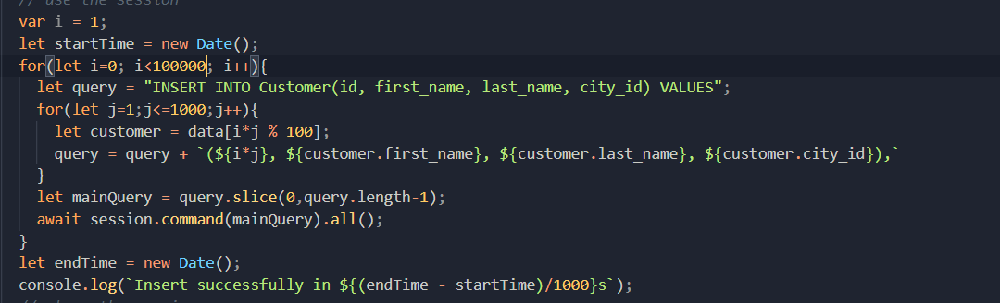 // use the session
var i = 1;
let startTime = new Date();
for(let i=0; i<100000; i++){
  let query = "INSERT INTO Customer(id, first_name, last_name, city_id) VALUES";
  for(let j=1;j<=1000;j++){
    let customer = data[i*j % 100];
    query = query + `(${i*j}, ${customer.first_name}, ${customer.last_name}, ${customer.city_id}),`
  }
  let mainQuery = query.slice(0,query.length-1);
  await session.command(mainQuery).all();
}
let endTime = new Date();
console.log(`Insert successfully in ${(endTime - startTime)/1000}s`);